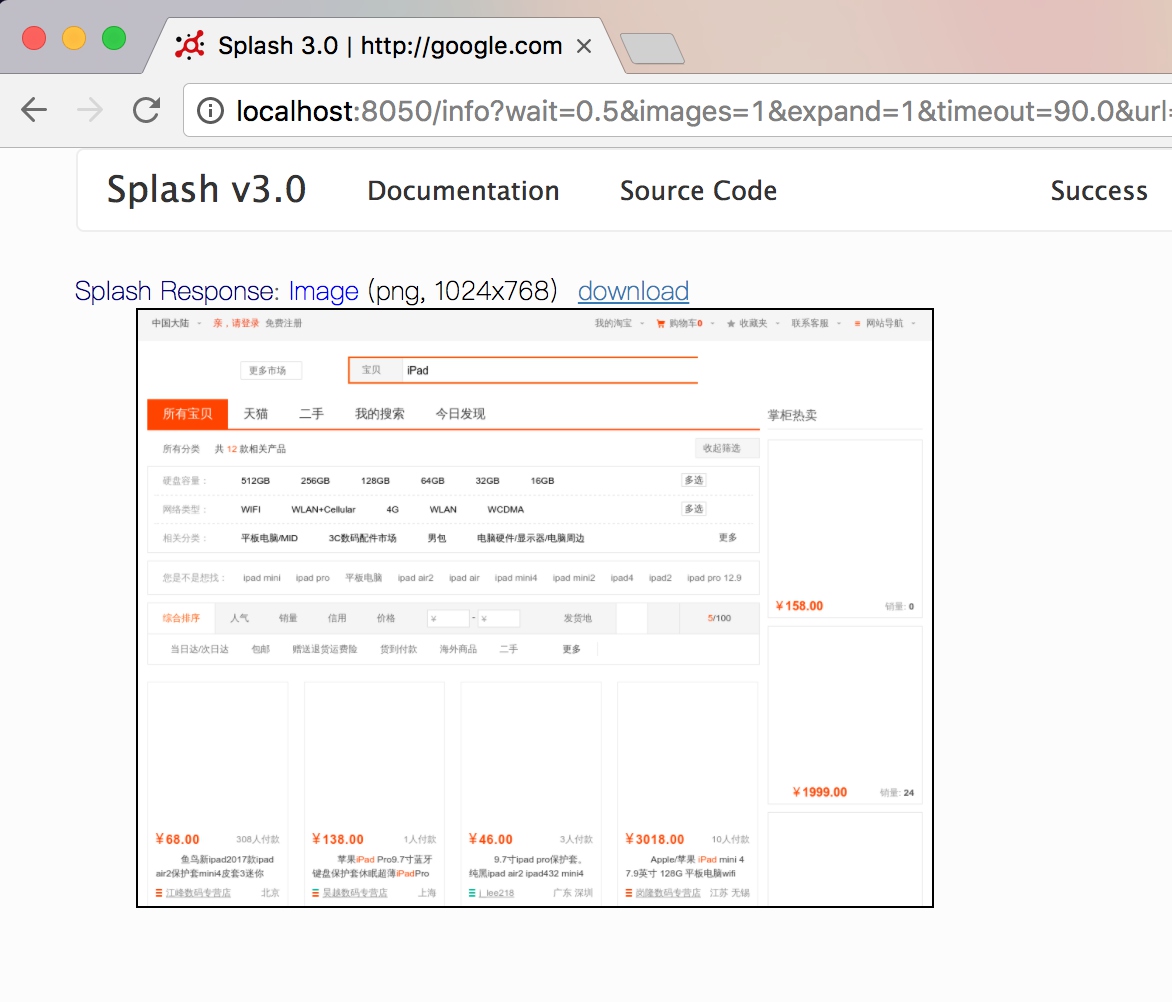 Splash 3.0 | http://google.com
localhost:8050/info?wait=0.5&images=1&expand=1&timeout=90.0&url=
Splash v3.0 Documentation Source Code Success
Splash Response: Image (png, 1024x768) download
中国大陆 亲，请登录 免费注册 我的淘宝 购物车0 收藏夹 联系客服 网站导航
更多市场 宝贝 iPad
所有宝贝 天猫 二手 我的搜索 今日发现 掌柜热卖
所有分类 共 12 款相关产品 收起筛选
硬盘容量： 512GB 256GB 128GB 64GB 32GB 16GB 多选
网络类型： WIFI WLAN+Cellular 4G WLAN WCDMA 多选
相关分类： 平板电脑/MID 3C数码配件市场 男包 电脑硬件/显示器/电脑周边 更多
您是不是想找： ipad mini ipad pro 平板电脑 ipad air2 ipad air ipad mini4 ipad mini2 ipad4 ipad2 ipad pro 12.9
¥158.00 销量: 0
综合排序 人气 销量 信用 价格 ¥ - ¥ 发货地 5/100
当日达/次日达 包邮 赠送退货运费险 货到付款 海外商品 二手 更多
¥1999.00 销量: 24
¥68.00 308人付款 ¥138.00 1人付款 ¥46.00 3人付款 ¥3018.00 10人付款
鱼鸟新ipad2017款ipad 苹果iPad Pro9.7寸蓝牙 9.7寸ipad pro保护套、 Apple/苹果 iPad mini 4
air2保护套mini4皮套3迷你 键盘保护套休眠超薄iPadPro 纯黑ipad air2 ipad432 mini4 7.9英寸 128G 平板电脑wifi
江峰数码专营店 北京 吴越数码专营店 上海 j_lee218 广东 深圳 岗隆数码专营店 江苏 无锡